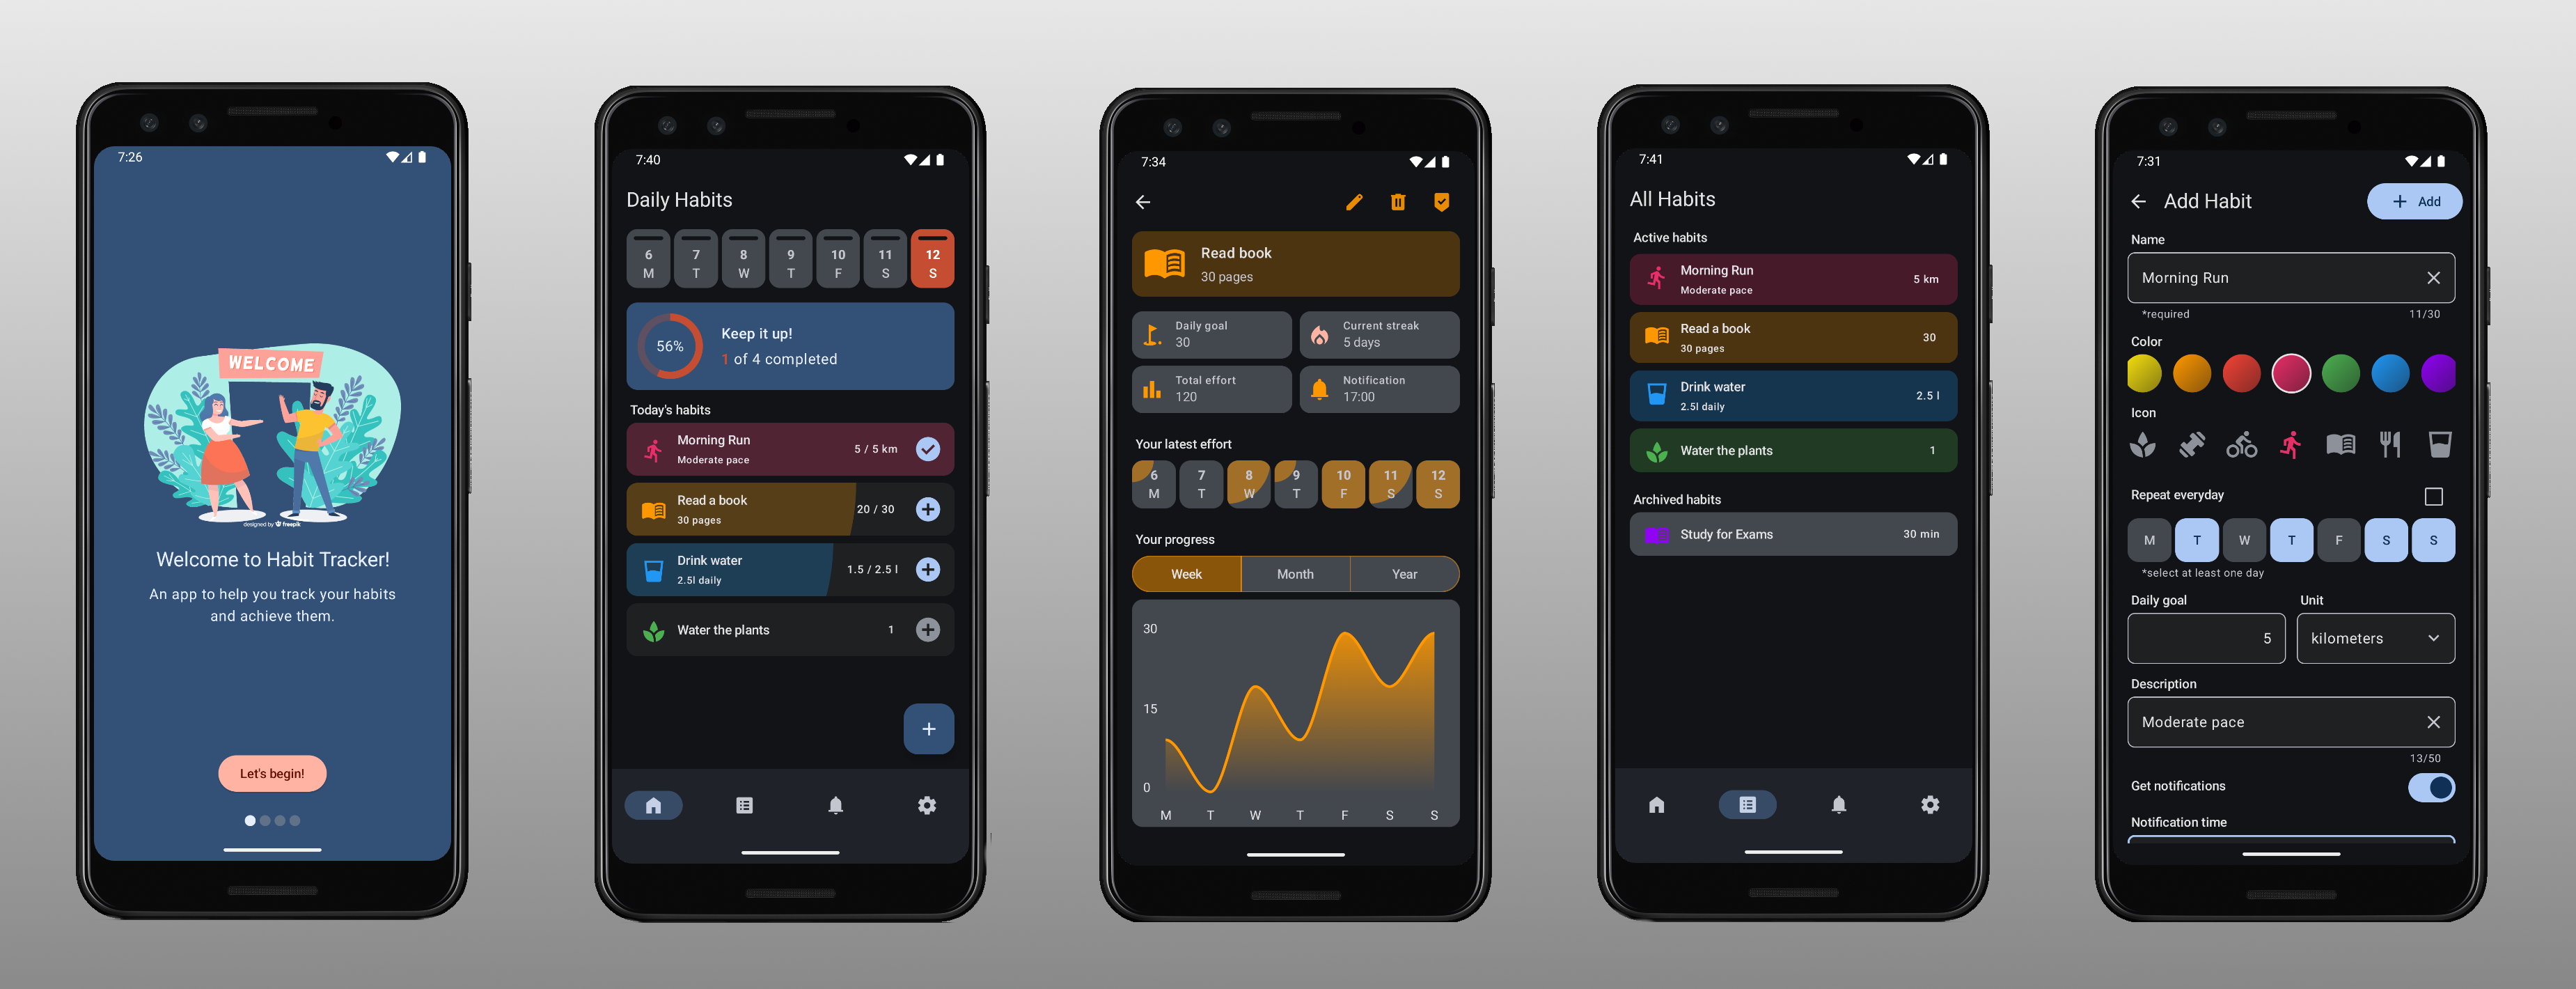 7:26
WELCOME
designed by freepik
Welcome to Habit Tracker!
An app to help you track your habits
and achieve them.
Let's begin!
7:40
Daily Habits
6 7 8 9 10 11 12
M T W T F S S
56%
Keep it up!
1 of 4 completed
Today's habits
Morning Run
Moderate pace
5 / 5 km
Read a book
30 pages
20 / 30
Drink water
2.5l daily
1.5 / 2.5 l
Water the plants
1
7:34
Read book
30 pages
Daily goal
30
Current streak
5 days
Total effort
120
Notification
17:00
Your latest effort
6 7 8 9 10 11 12
M T W T F S S
Your progress
Week Month Year
30
15
0
M T W T F S S
7:41
All Habits
Active habits
Morning Run
Moderate pace
5 km
Read a book
30 pages
30
Drink water
2.5l daily
2.5 l
Water the plants
1
Archived habits
Study for Exams
30 min
7:31
Add Habit
Add
Name
Morning Run
*required 11/30
Color
Icon
Repeat everyday
M T W T F S S
*select at least one day
Daily goal Unit
5 kilometers
Description
Moderate pace
13/50
Get notifications
Notification time